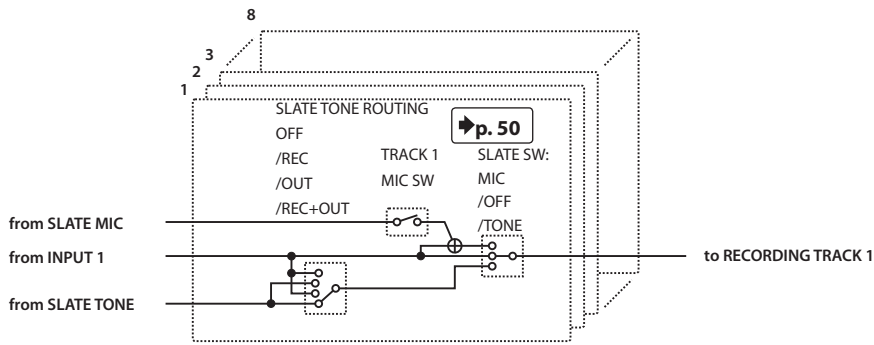 8
3
2
1
SLATE TONE ROUTING
OFF
/REC
/OUT
/REC+OUT
TRACK 1
MIC SW
p. 50
SLATE SW:
MIC
/OFF
/TONE
from SLATE MIC
from INPUT 1
from SLATE TONE
to RECORDING TRACK 1